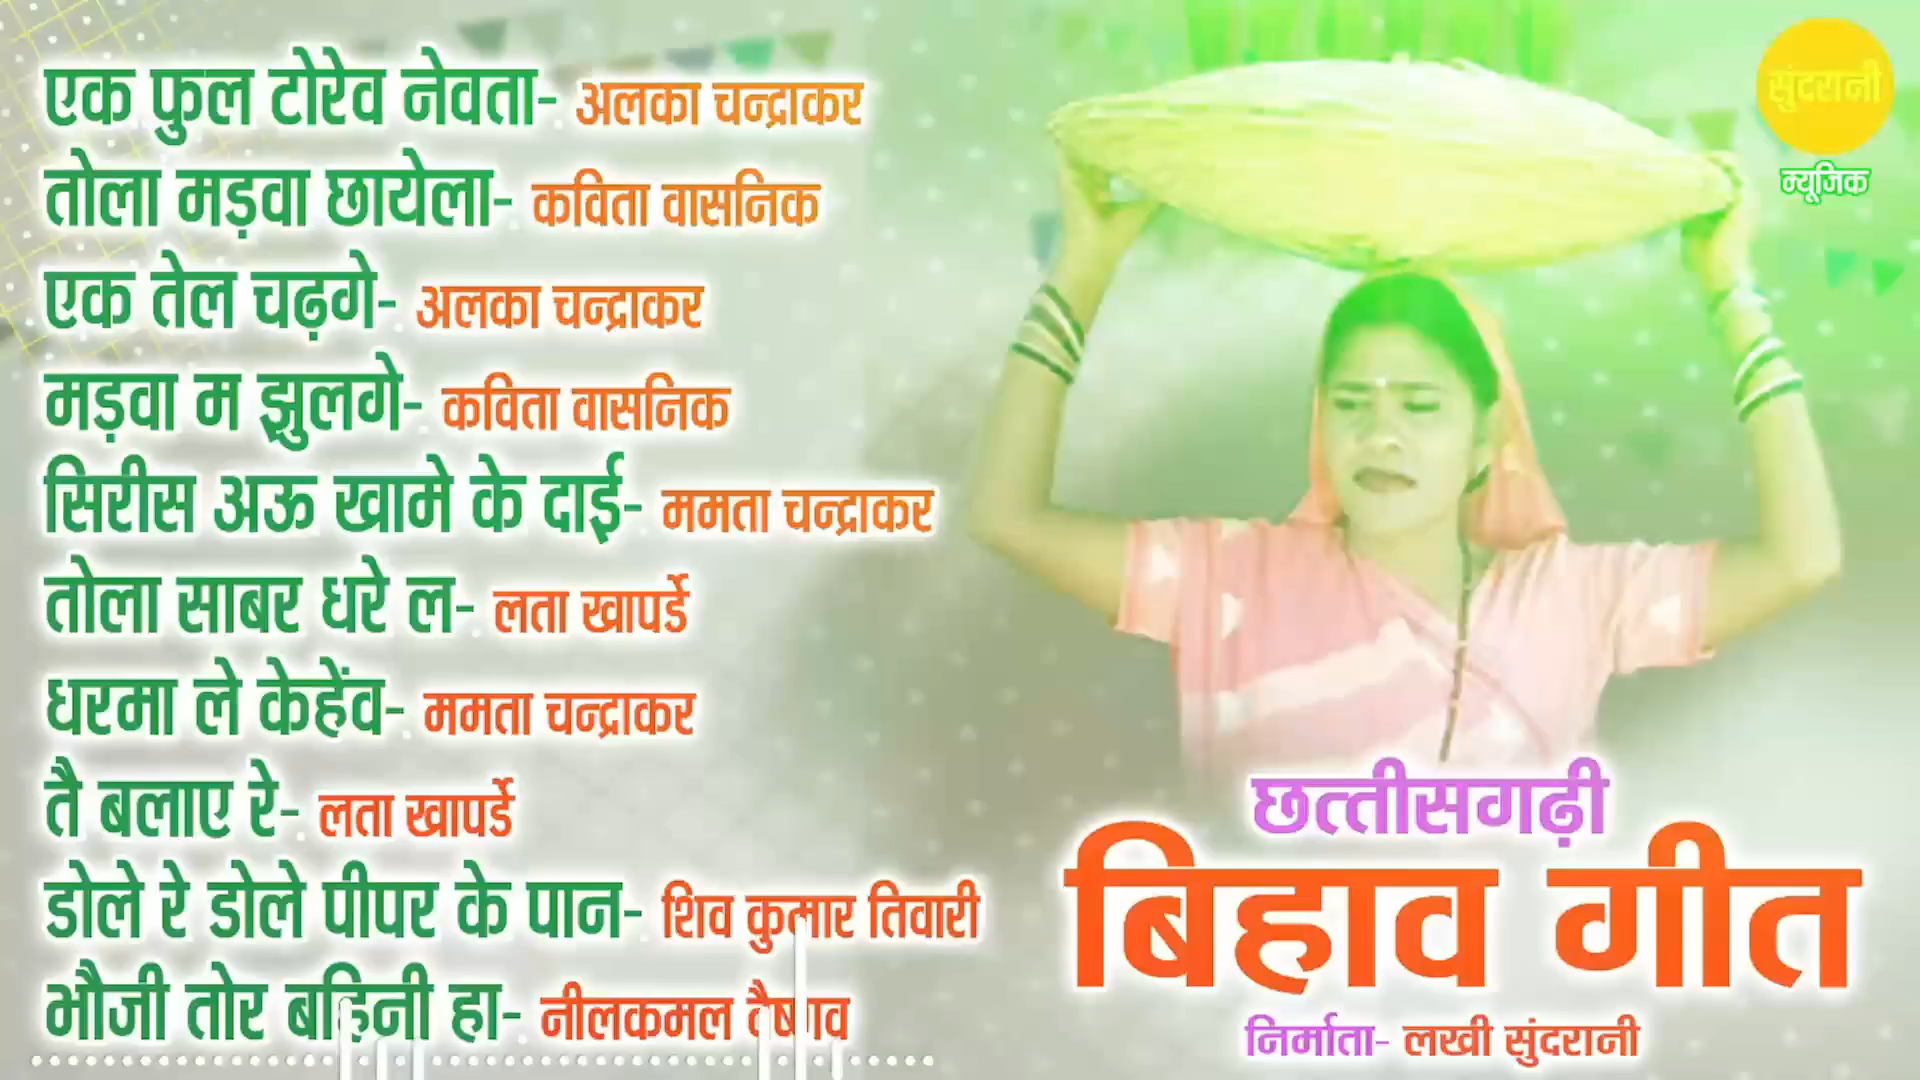 एक फुल टोरेव नेवता- अलका चन्द्राकर
तोला मड़वा छायेला- कविता वासनिक
एक तेल चढ़गे- अलका चन्द्राकर
मड़वा म झुलगे- कविता वासनिक
सिरीस अऊ खामे के दाई- ममता चन्द्राकर
तोला साबर धरे ल- लता खापर्डे
धरमा ले केहेंव- ममता चन्द्राकर
तै बलाए रे- लता खापर्डे
डोले रे डोले पीपर के पान- शिव कुमार तिवारी
भौजी तोर बहिनी हा- नीलकमल वैष्णव
सुंदरानी
म्यूजिक
छत्तीसगढ़ी
बिहाव गीत
निर्माता- लखी सुंदरानी